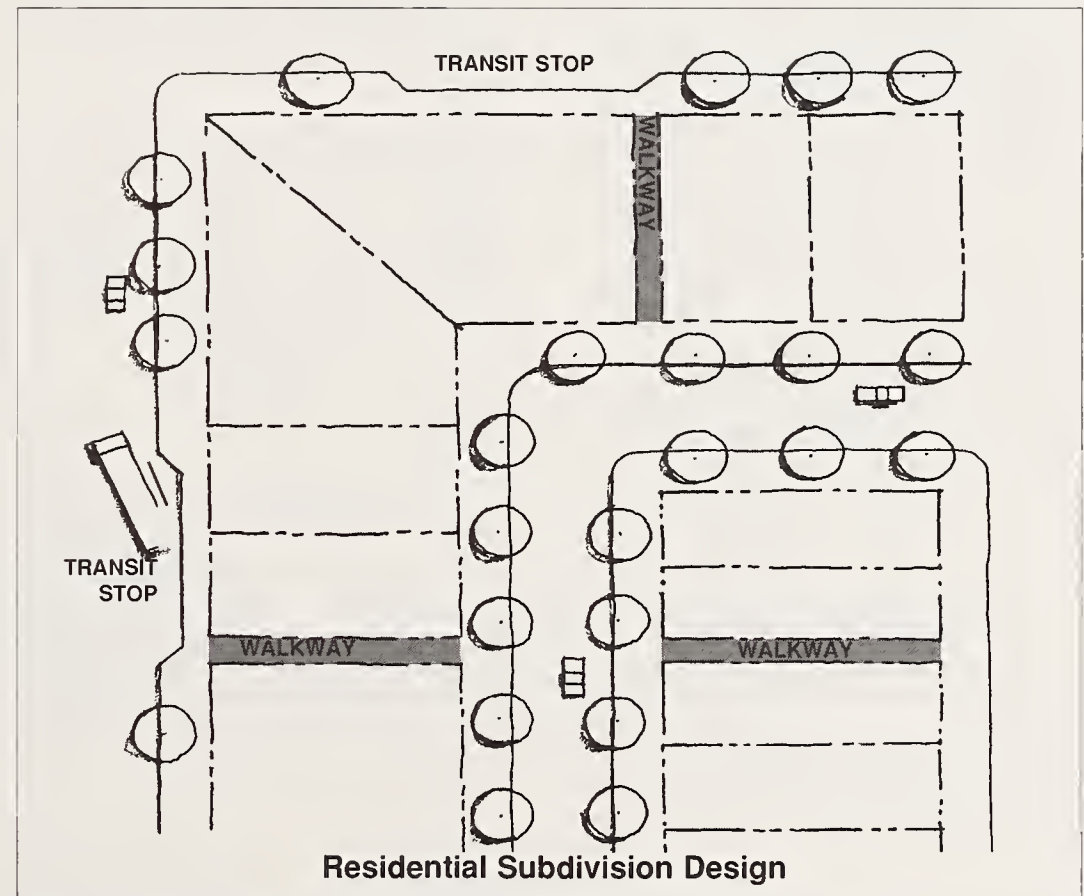 TRANSIT STOP
WALKWAY
TRANSIT
STOP
WALKWAY
WALKWAY
Residential Subdivision Design